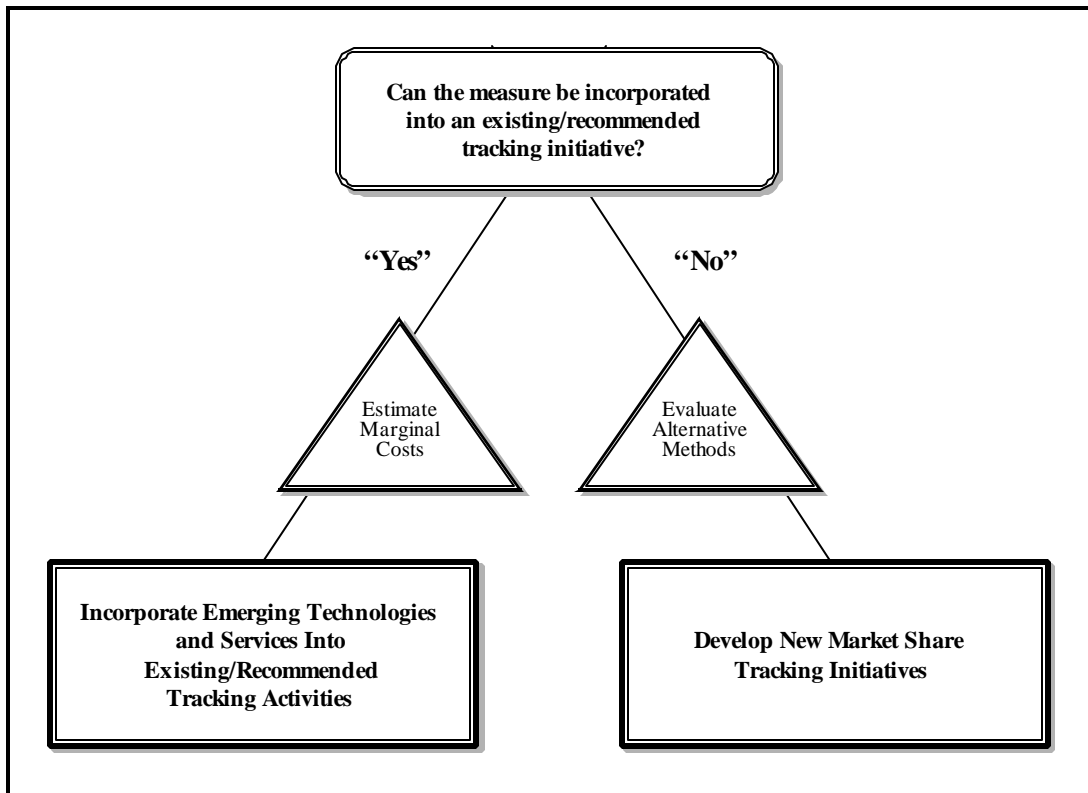 Can the measure be incorporated
into an existing/recommended
tracking initiative?
“Yes”
“No”
Estimate
Marginal
Costs
Evaluate
Alternative
Methods
Incorporate Emerging Technologies
and Services Into
Existing/Recommended
Tracking Activities
Develop New Market Share
Tracking Initiatives